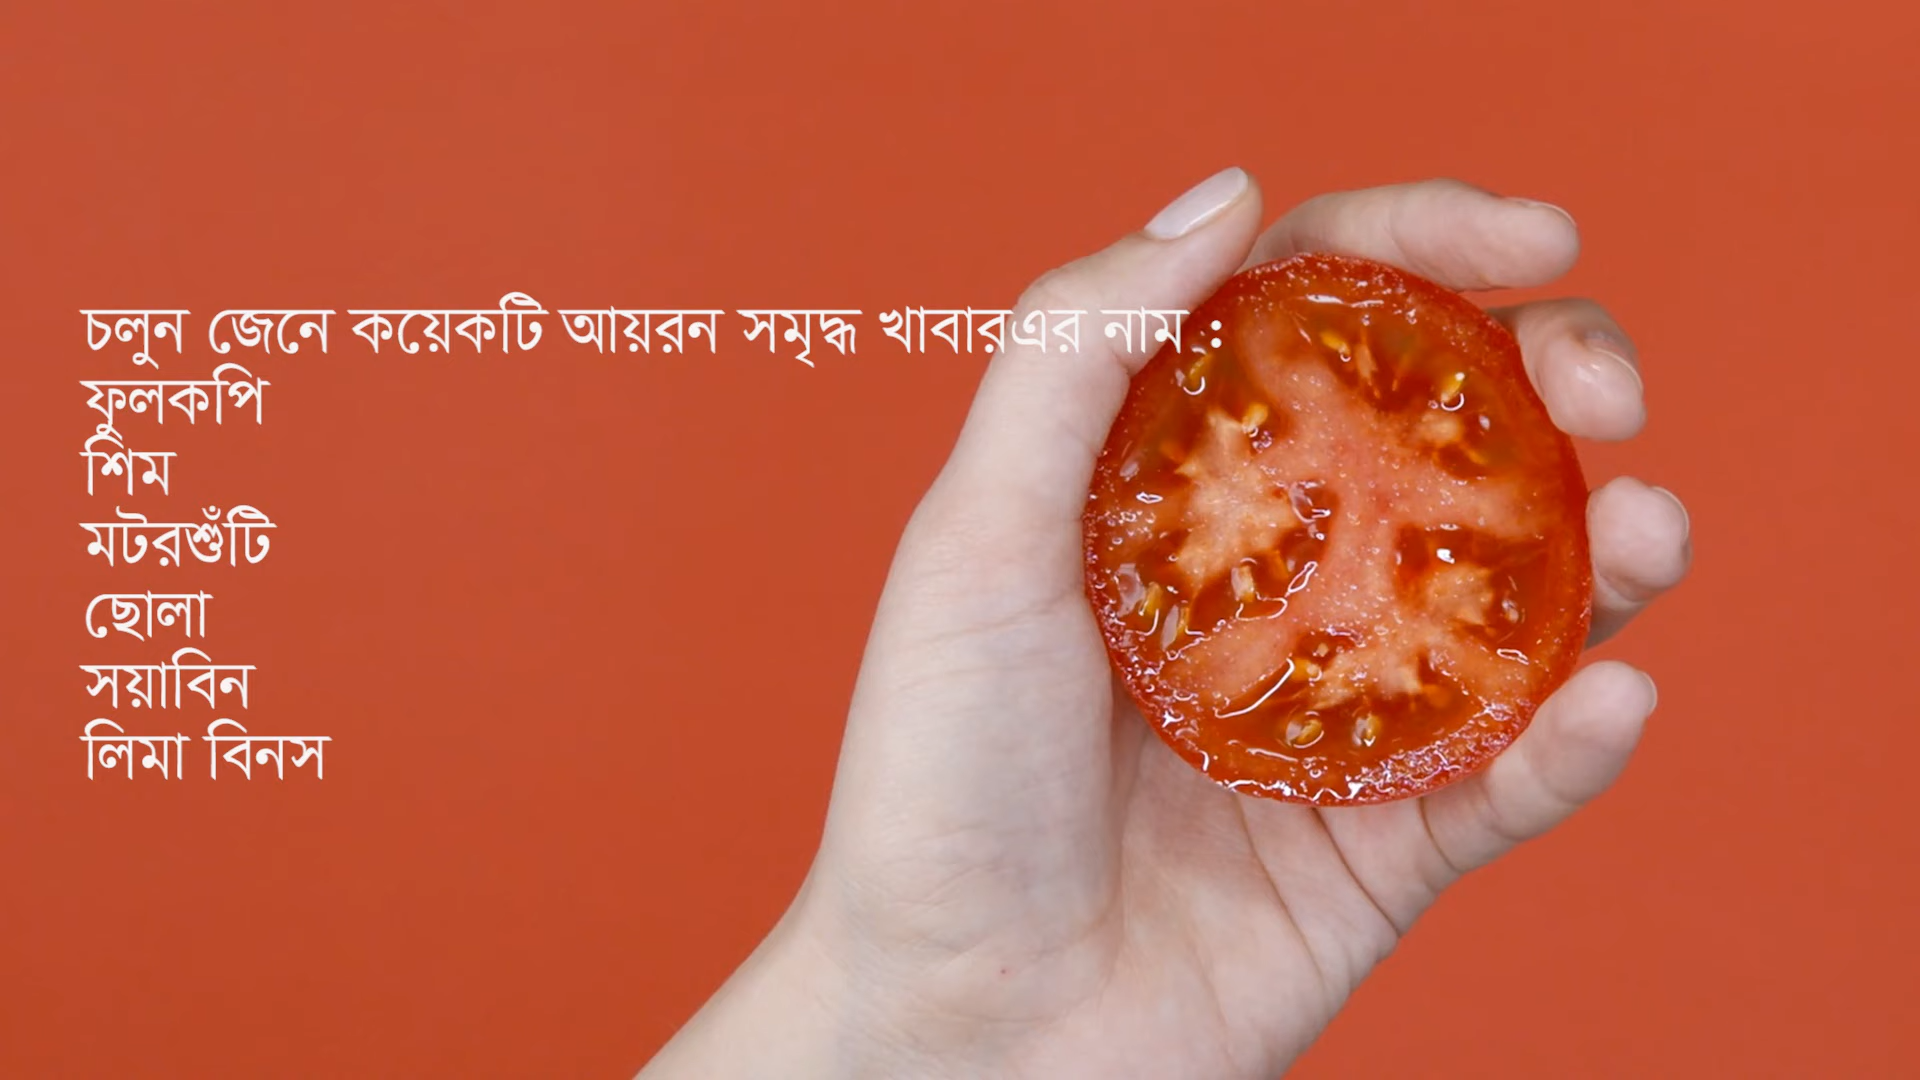 চলুন জেনে কয়েকটি আয়রন সমৃদ্ধ খাবারএর নাম :
ফুলকপি
শিম
মটরশুঁটি
ছোলা
সয়াবিন
লিমা বিনস